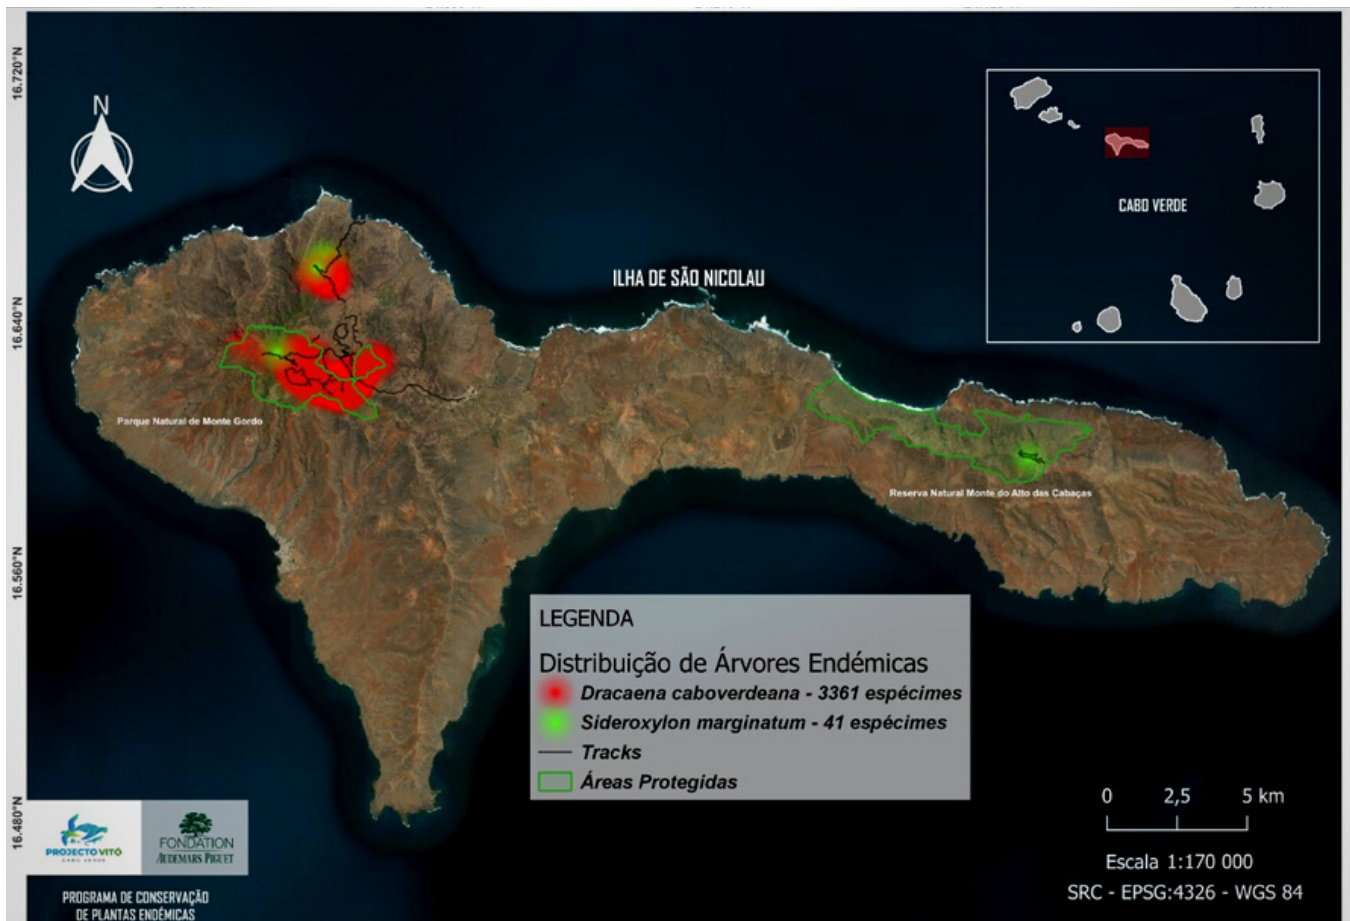 16.720°N
N
CABO VERDE
ILHA DE SÃO NICOLAU
16.640°N
Parque Natural de Monte Gordo
Reserva Natural Monte do Alto das Cabaças
16.560°N
LEGENDA
Distribuição de Árvores Endémicas
Dracaena caboverdeana - 3361 espécimes
Sideroxylon marginatum - 41 espécimes
Tracks
Áreas Protegidas
16.480°N
0 2,5 5 km
Escala 1:170 000
SRC - EPSG:4326 - WGS 84
PROJECTO VITÓ
CABO VERDE
FONDATION
AUDEMARS PIGUET
PROGRAMA DE CONSERVAÇÃO
DE PLANTAS ENDÉMICAS